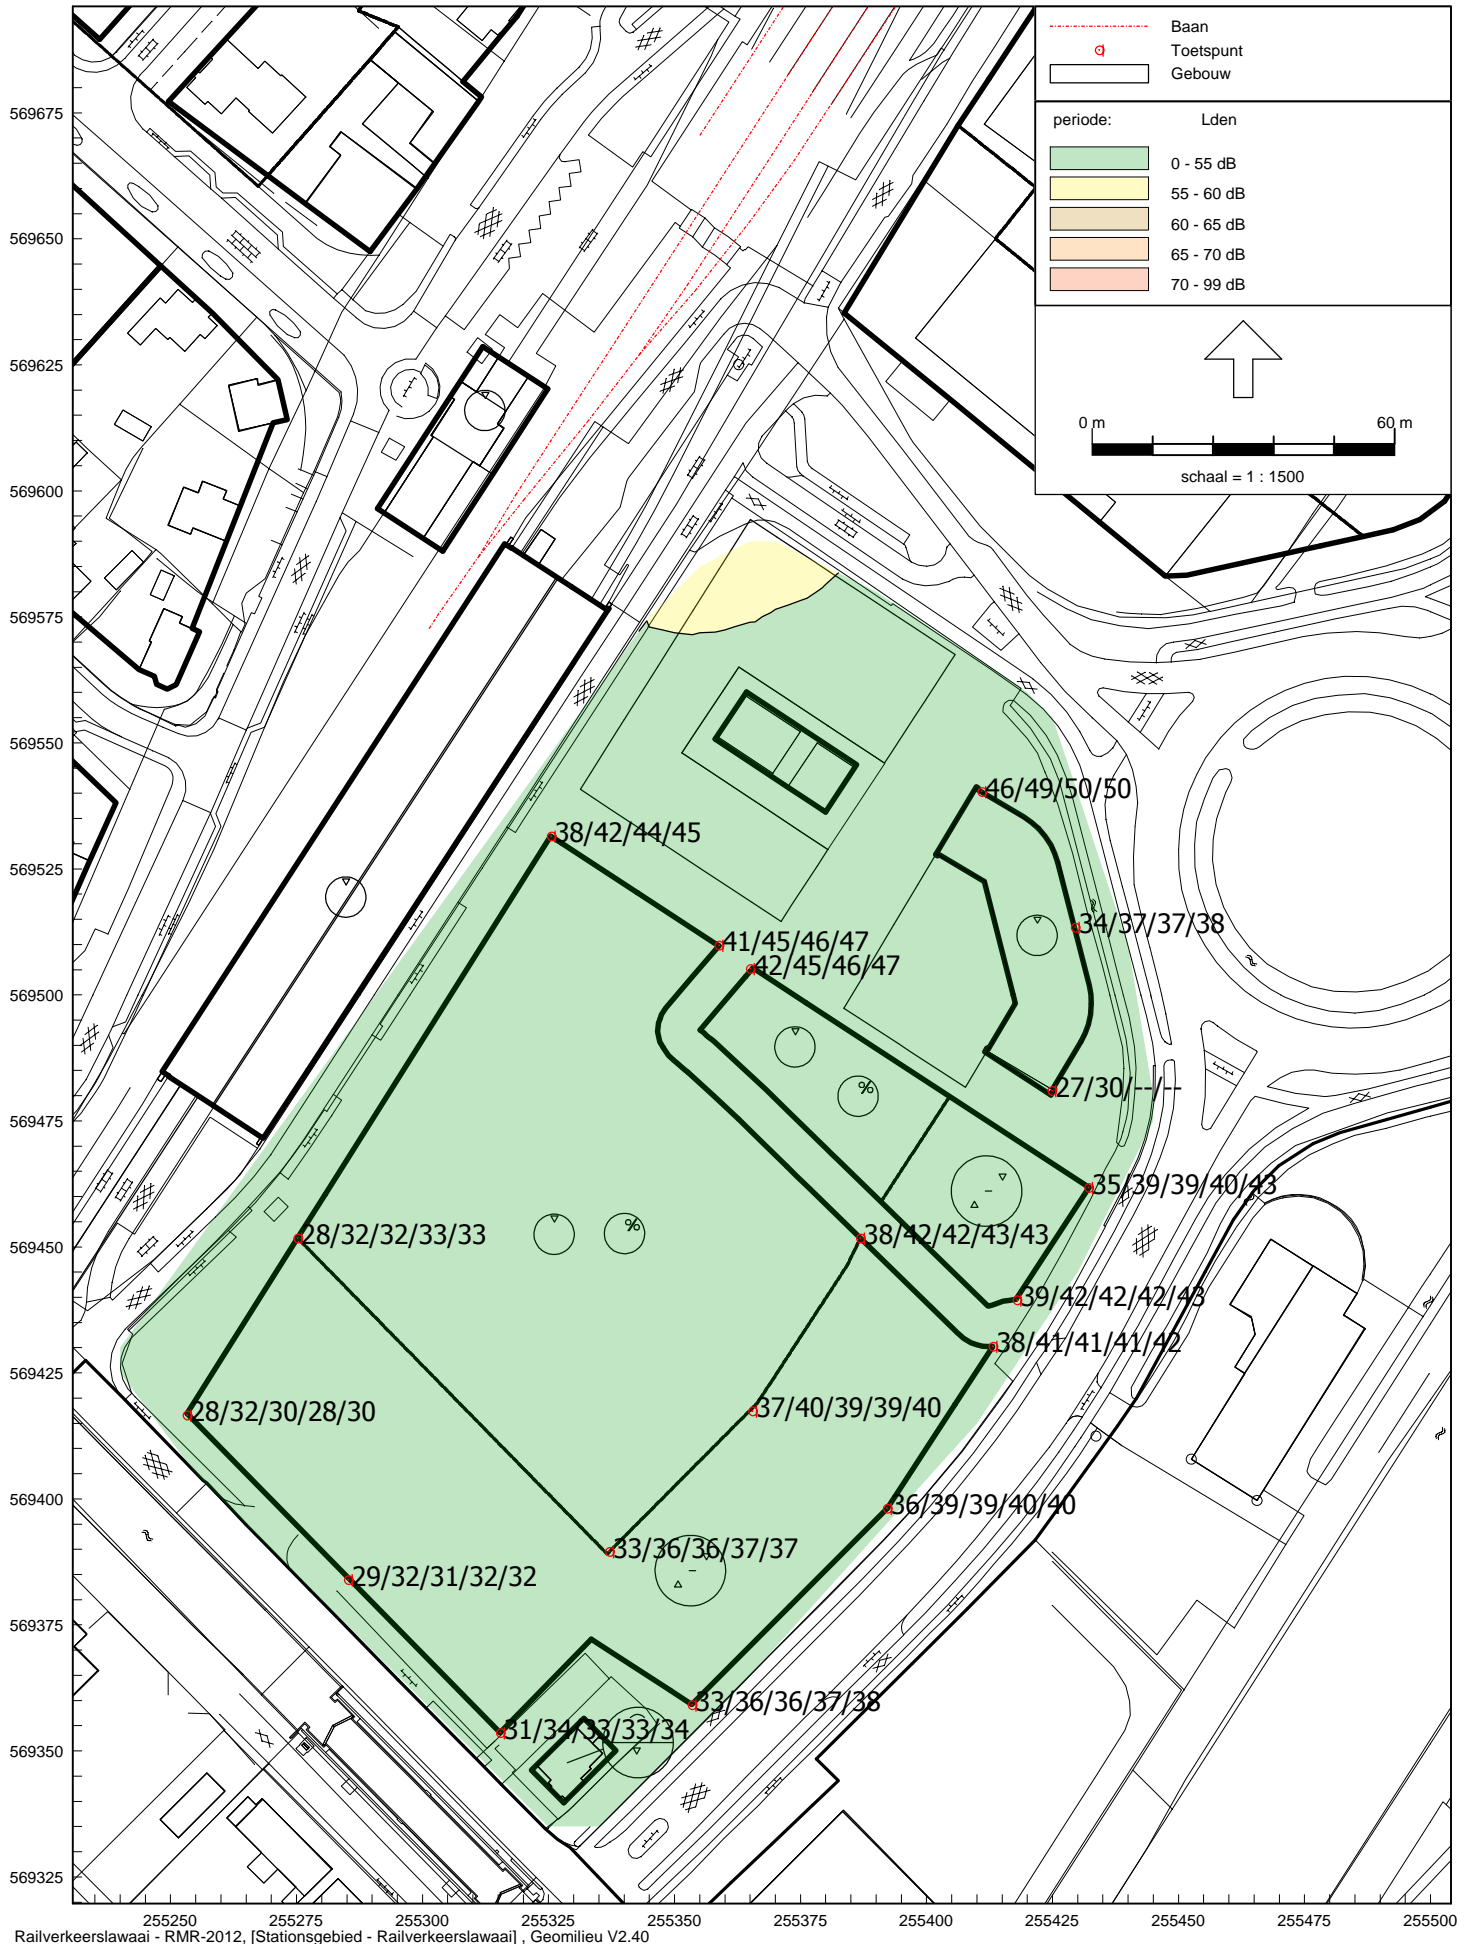 Baan
Toetspunt
Gebouw
periode: Lden
0 - 55 dB
55 - 60 dB
60 - 65 dB
65 - 70 dB
70 - 99 dB
0 m 60 m
schaal = 1 : 1500
569675
569650
569625
569600
569575
569550
569525
569500
569475
569450
569425
569400
569375
569350
569325
46/49/50/50
38/42/44/45
34/37/37/38
41/45/46/47
42/45/46/47
%
27/30/--/--
35/39/39/40/43
28/32/32/33/33
%
38/42/42/43/43
39/42/42/42/43
38/41/41/41/42
28/32/30/28/30
37/40/39/39/40
36/39/39/40/40
33/36/36/37/37
29/32/31/32/32
33/36/36/37/38
31/34/33/33/34
255250 255275 255300 255325 255350 255375 255400 255425 255450 255475 255500
Railverkeerslawaai - RMR-2012, [Stationsgebied - Railverkeerslawaai] , Geomilieu V2.40